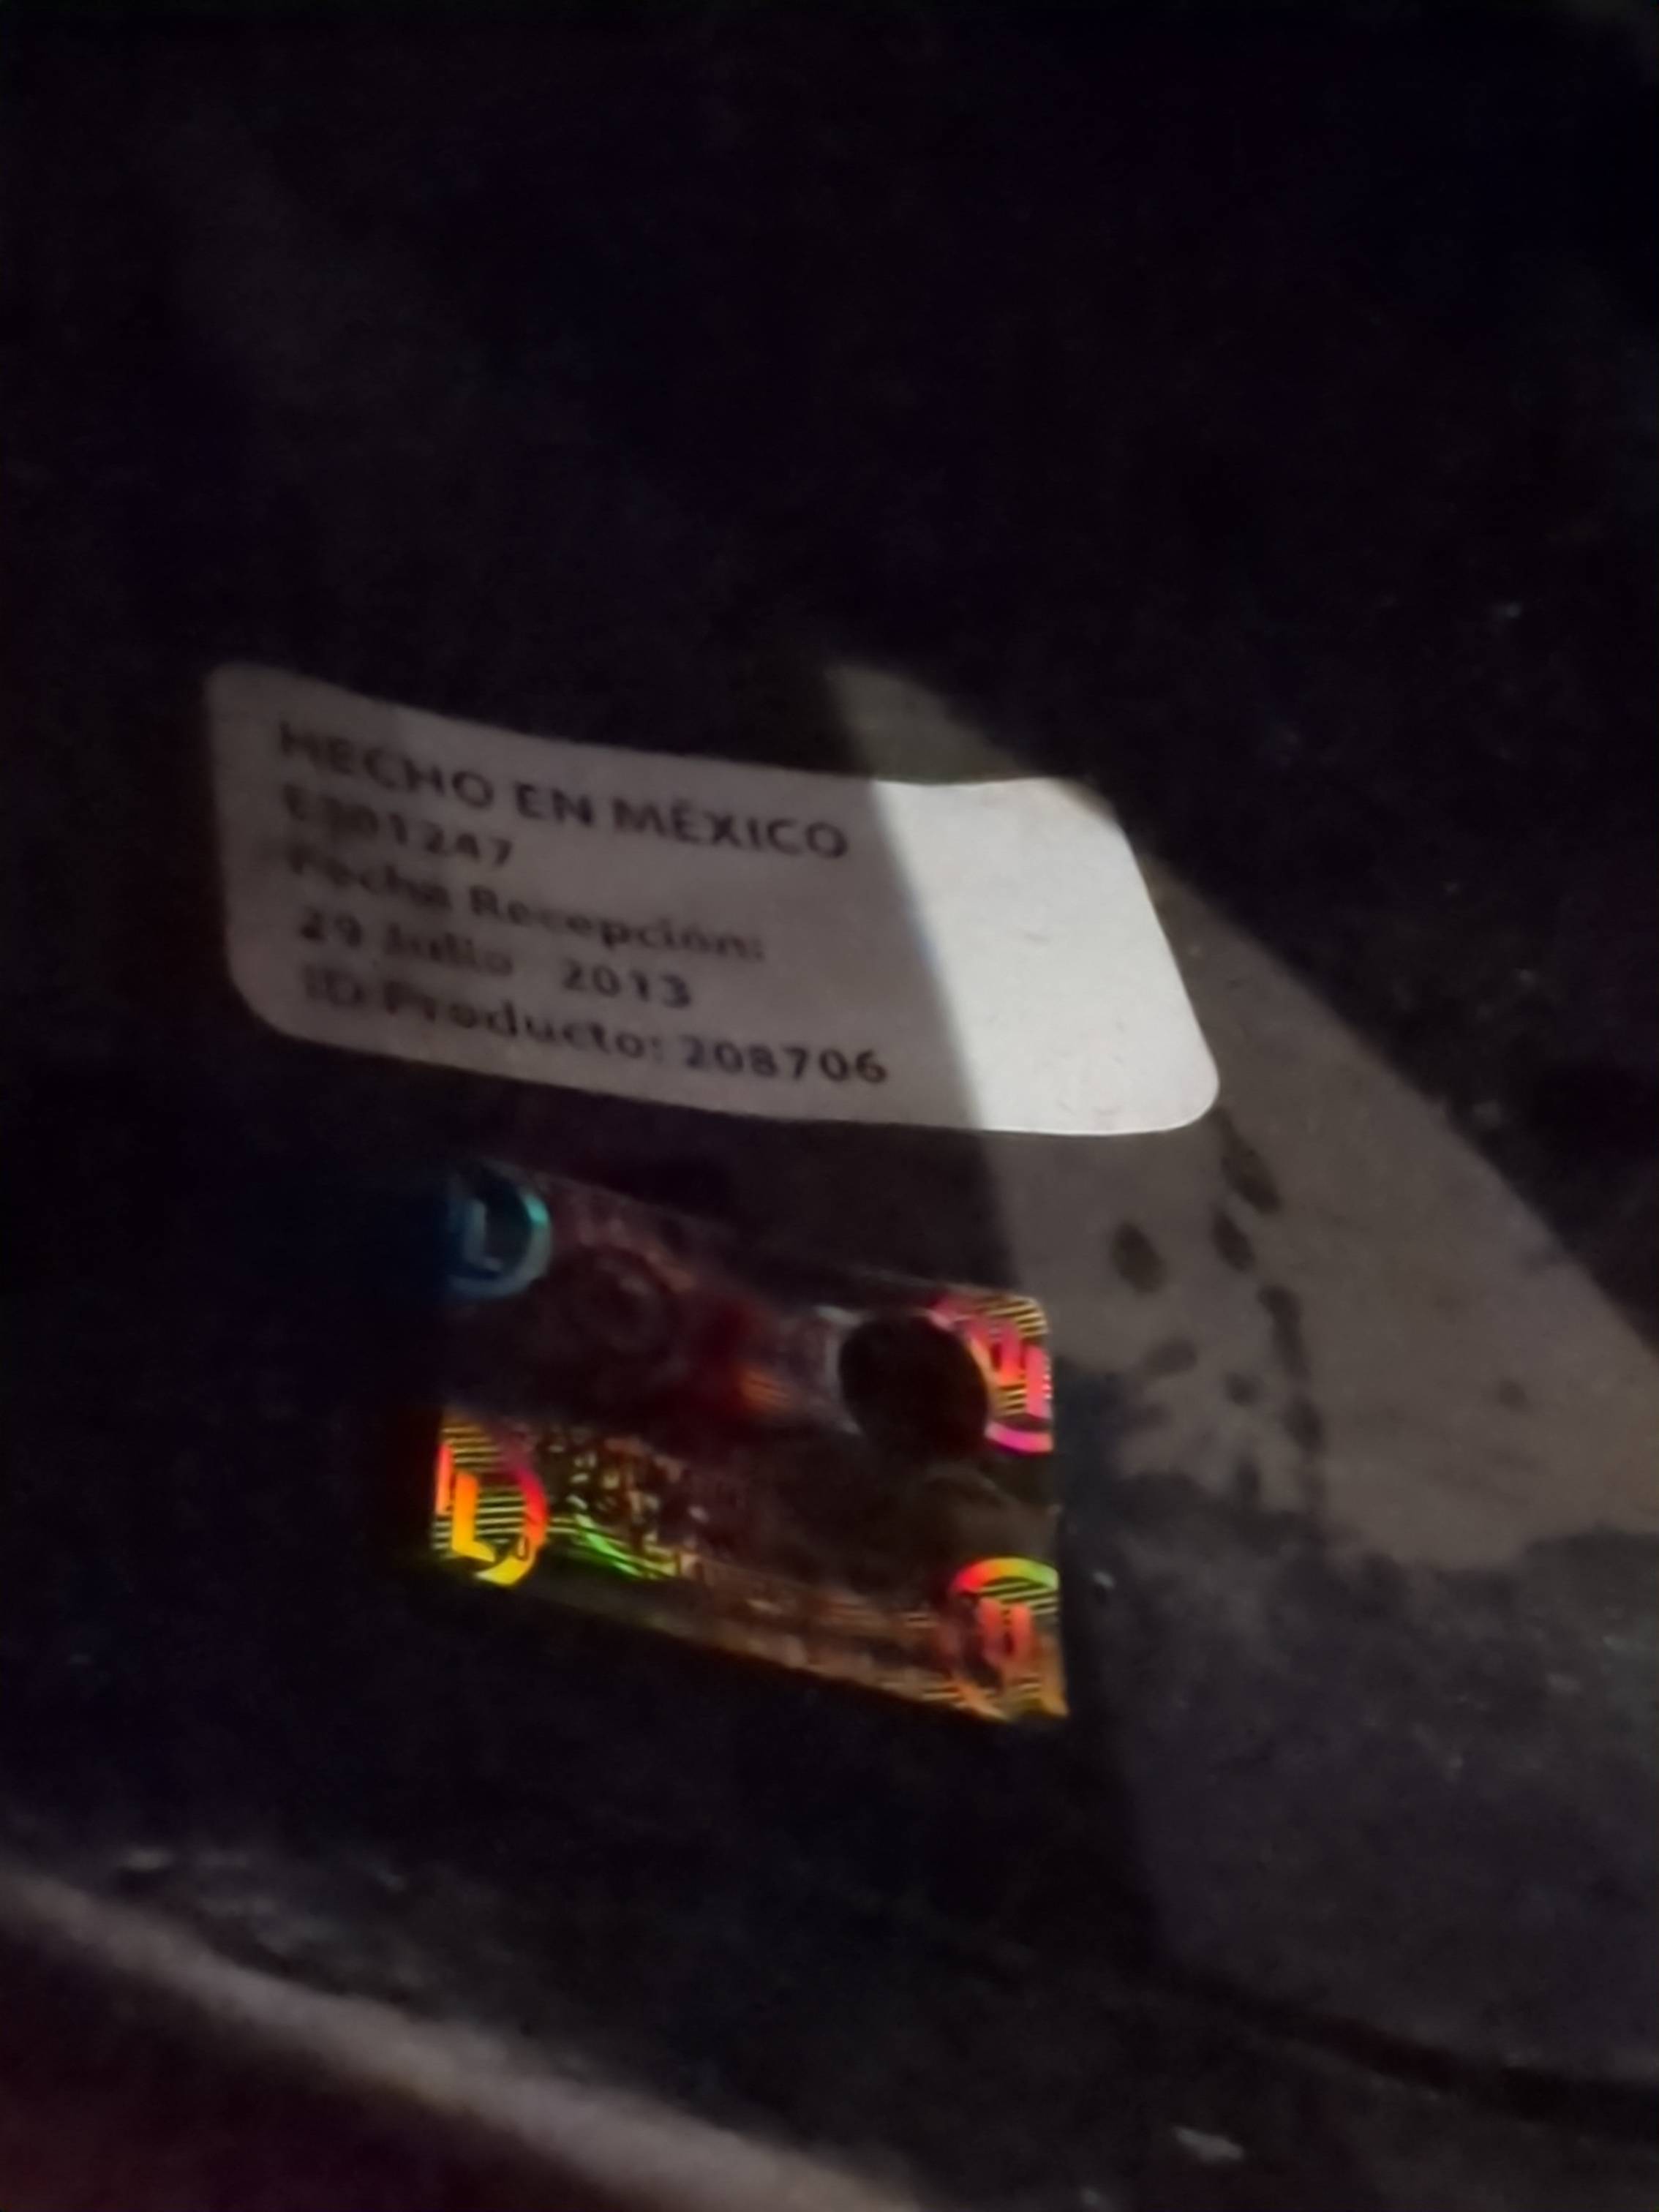 HECHO EN MÉXICO
E301247
Fecha Recepción:
29 Julio 2013
ID Producto: 208706